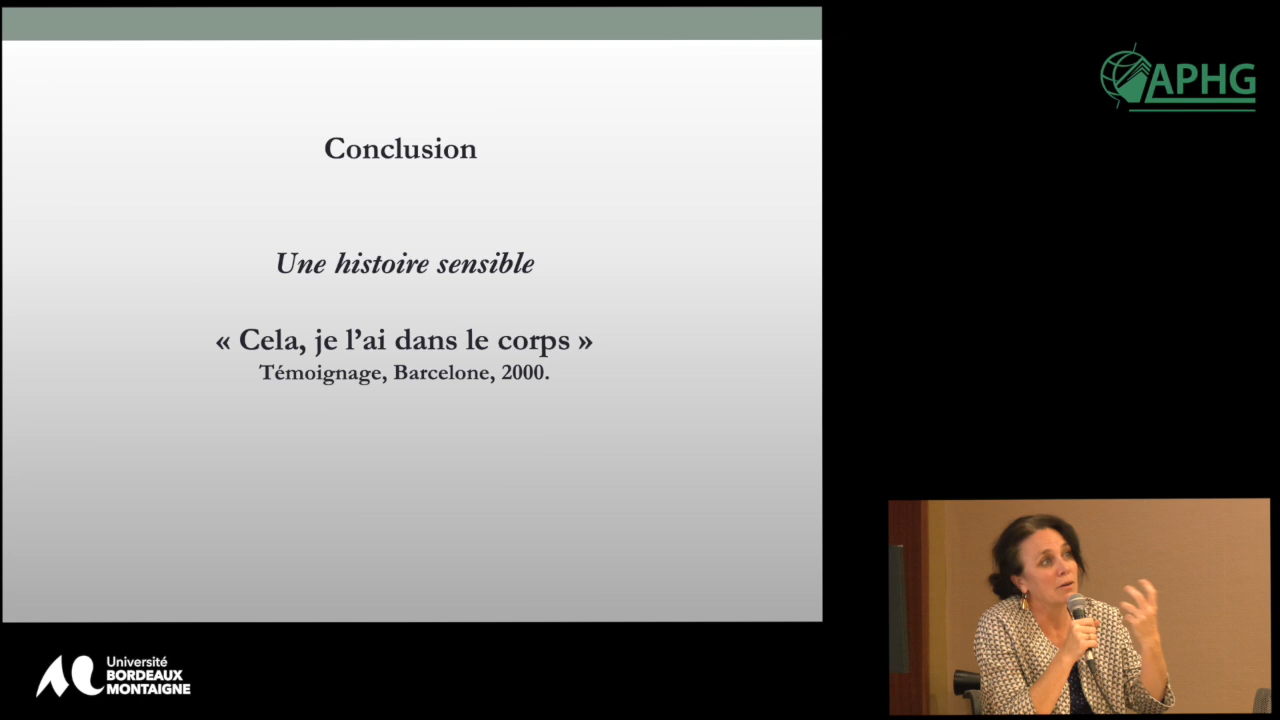 APHG
Conclusion
Une histoire sensible
« Cela, je l’ai dans le corps »
Témoignage, Barcelone, 2000.
Université
BORDEAUX
MONTAIGNE